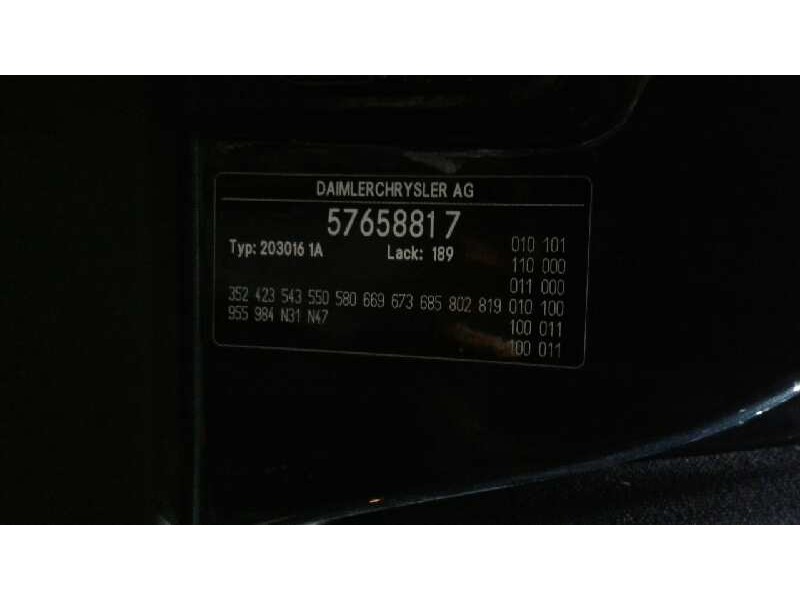 DAIMLERCHRYSLER AG
57658817
Typ: 203016 1A Lack: 189
010 101
110 000
011 000
352 423 543 550 580 669 673 685 802 819 010 100
955 984 N31 N47 100 011
100 011